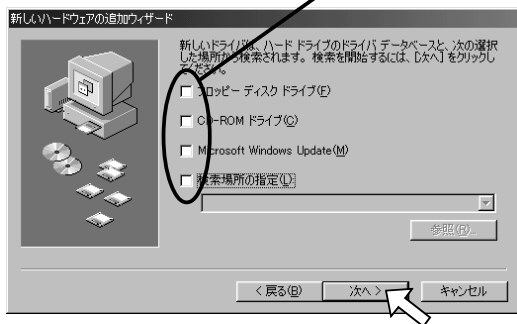 新しいハードウェアの追加ウィザード
新しいドライバは、ハード ドライブのドライバ データベースと、次の選択
した場所から検索されます。検索を開始するには、[次へ] をクリックし
てください。
フロッピー ディスク ドライブ(F)
CD-ROM ドライブ(C)
Microsoft Windows Update(M)
検索場所の指定(L):
参照(R)...
< 戻る(B)
次へ >
キャンセル